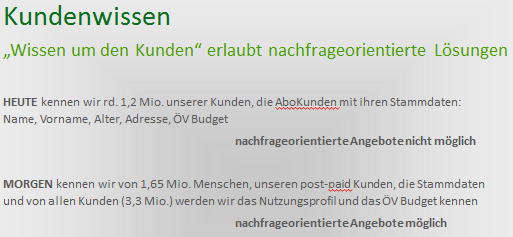 Kundenwissen
„Wissen um den Kunden“ erlaubt nachfrageorientierte Lösungen
HEUTE kennen wir rd. 1,2 Mio. unserer Kunden, die AboKunden mit ihren Stammdaten:
Name, Vorname, Alter, Adresse, ÖV Budget
nachfrageorientierte Angebote nicht möglich
MORGEN kennen wir von 1,65 Mio. Menschen, unseren post-paid Kunden, die Stammdaten
und von allen Kunden (3,3 Mio.) werden wir das Nutzungsprofil und das ÖV Budget kennen
nachfrageorientierte Angebote möglich